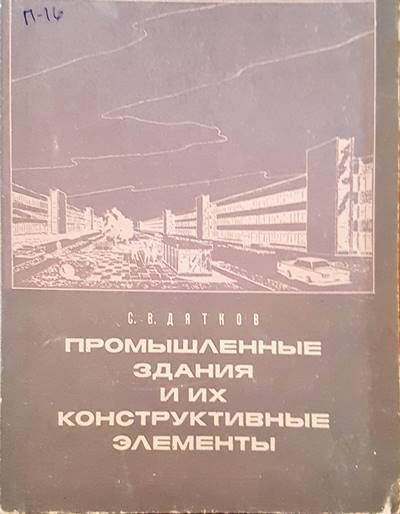 П-16
С. В. ДЯТКОВ
ПРОМЫШЛЕННЫЕ
ЗДАНИЯ
И ИХ
КОНСТРУКТИВНЫЕ
ЭЛЕМЕНТЫ